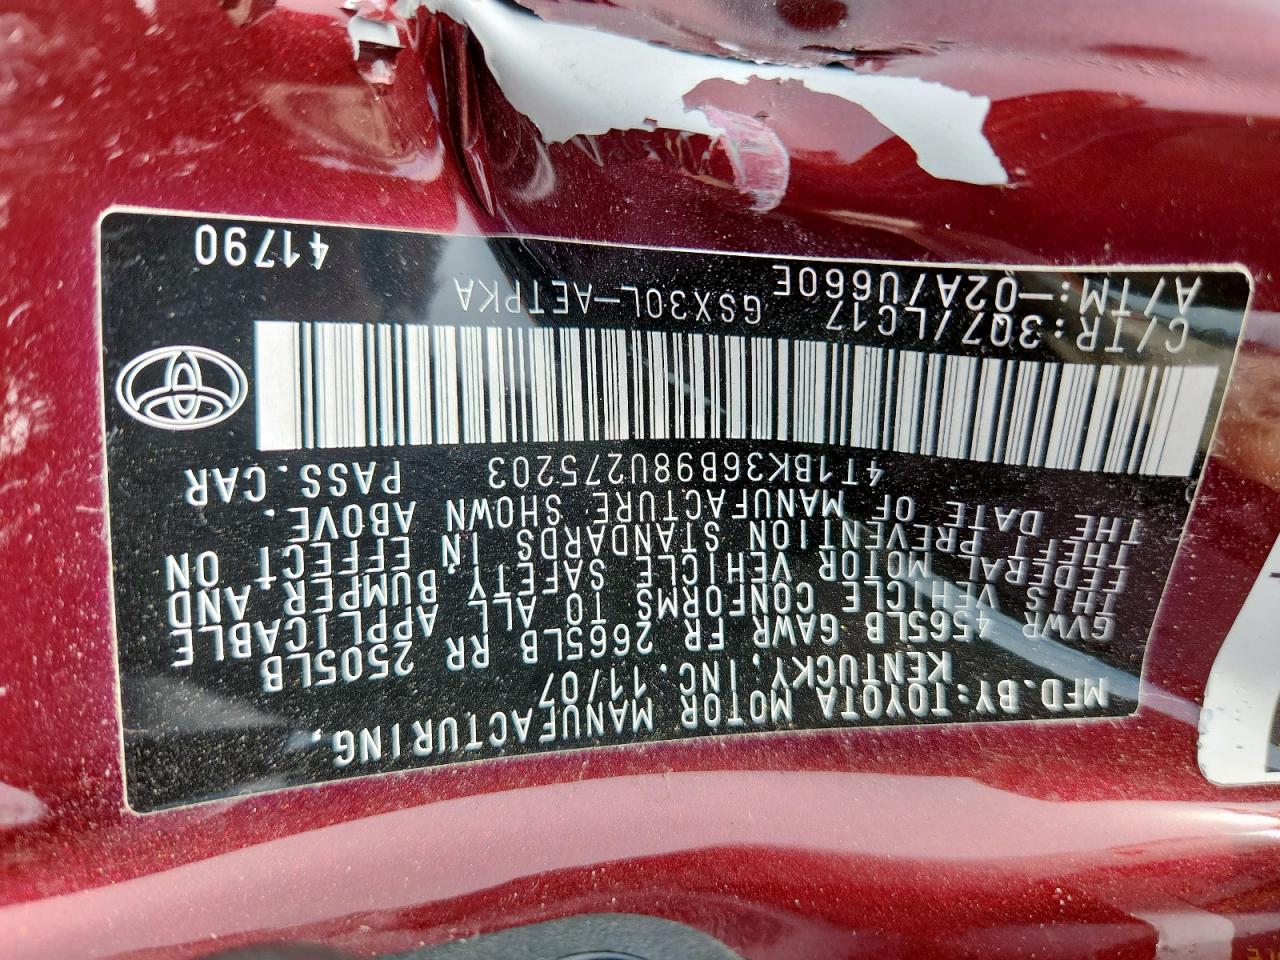 MFD.BY:TOYOTA MOTOR MANUFACTURING,
KENTUCKY,INC. 11/07
GVWR 4565LB GAWR FR 2665LB RR 2505LB
THIS VEHICLE CONFORMS TO ALL APPLICABLE
FEDERAL MOTOR VEHICLE SAFETY, BUMPER AND
THEFT PREVENTION STANDARDS IN EFFECT ON
THE DATE OF MANUFACTURE SHOWN ABOVE.
4T1BK36B98U275203 PASS.CAR
C/TR:3Q7/LC17 GSX30L-AETPKA
A/TM:-02A/U660E 41790